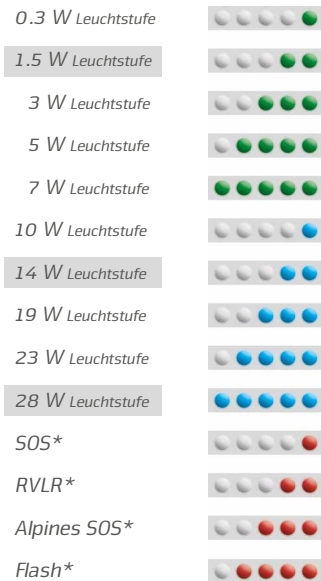 0.3 W Leuchtstufe
1.5 W Leuchtstufe
3 W Leuchtstufe
5 W Leuchtstufe
7 W Leuchtstufe
10 W Leuchtstufe
14 W Leuchtstufe
19 W Leuchtstufe
23 W Leuchtstufe
28 W Leuchtstufe
SOS*
RVLR*
Alpines SOS*
Flash*